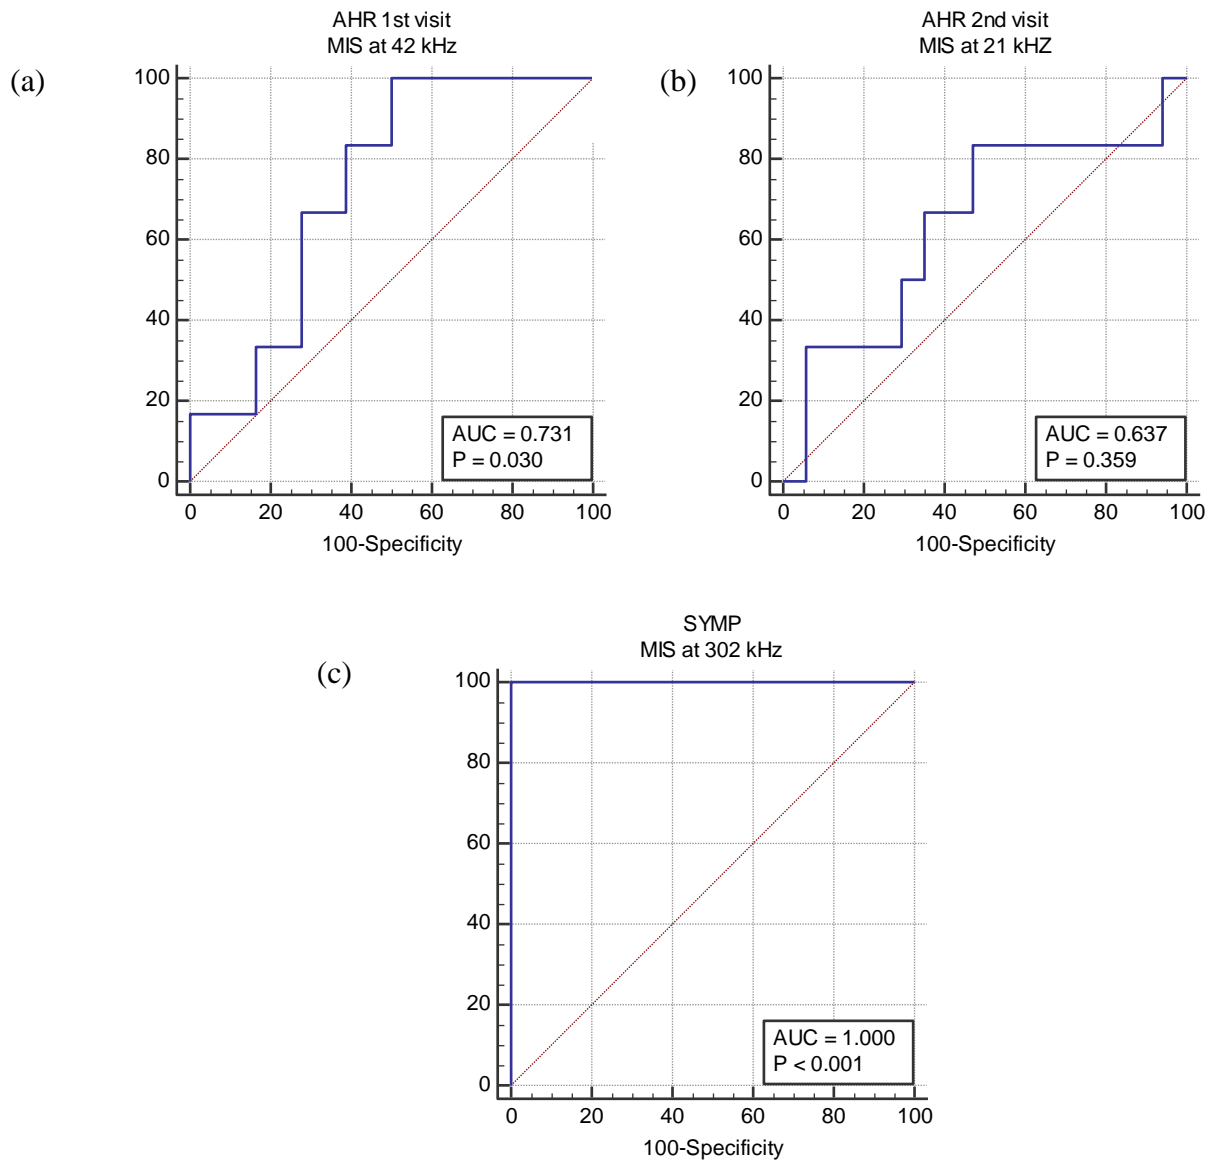 AHR 1st visit
MIS at 42 kHz
(a)
100
80
60
40
20
0
AUC = 0.731
P = 0.030
0 20 40 60 80 100
100-Specificity
AHR 2nd visit
MIS at 21 kHZ
(b)
100
80
60
40
20
0
AUC = 0.637
P = 0.359
0 20 40 60 80 100
100-Specificity
SYMP
MIS at 302 kHz
(c)
100
80
60
40
20
0
AUC = 1.000
P < 0.001
0 20 40 60 80 100
100-Specificity